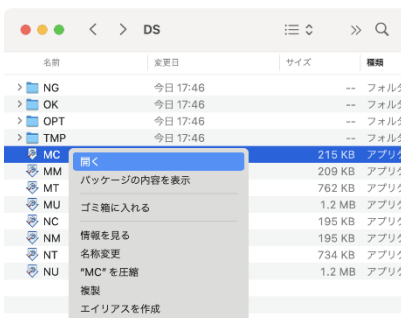 DS
名前 変更日 サイズ 種類
NG 今日 17:46 -- フォル
OK 今日 17:46 -- フォル
OPT 今日 17:46 -- フォル
TMP 今日 17:46 -- フォル
MC 215 KB アプリ
開く
MM 209 KB アプリ
パッケージの内容を表示
MT 762 KB アプリ
MU 1.2 MB アプリ
ゴミ箱に入れる
NC 195 KB アプリ
情報を見る
NM 195 KB アプリ
名称変更
NT 734 KB アプリ
"MC" を圧縮
NU 1.2 MB アプリ
複製
エイリアスを作成